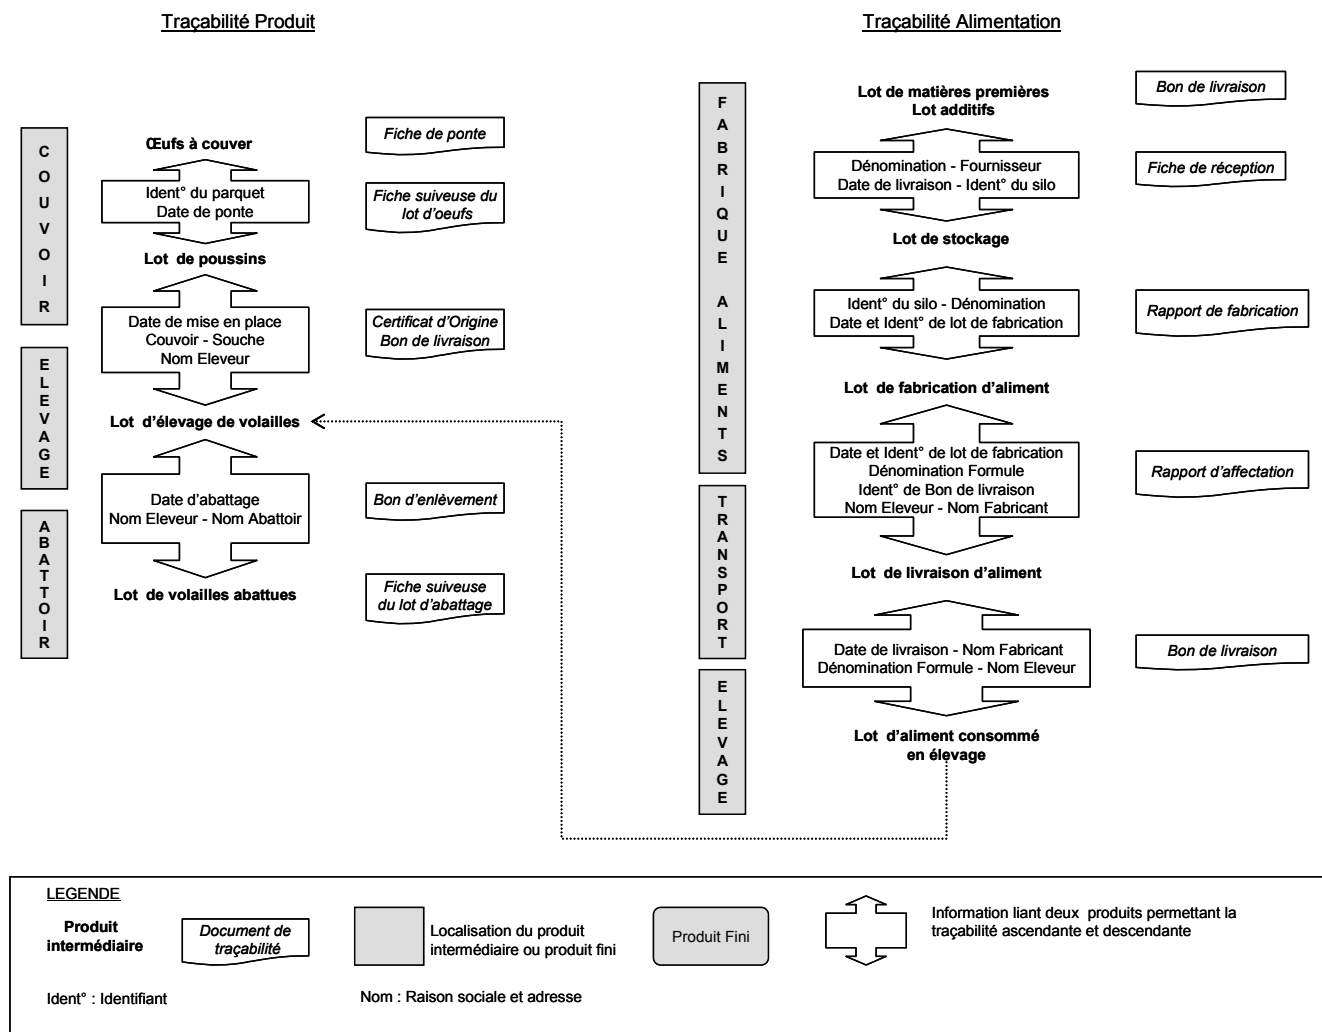 Traçabilité Produit
Traçabilité Alimentation
COUVOIR
Œufs à couver
Fiche de ponte
Ident° du parquet
Date de ponte
Fiche suiveuse du
lot d'oeufs
Lot de poussins
Date de mise en place
Couvoir - Souche
Nom Eleveur
Certificat d'Origine
Bon de livraison
ELEVAGE
Lot d'élevage de volailles
Date d'abattage
Nom Eleveur - Nom Abattoir
Bon d'enlèvement
ABATTOIR
Lot de volailles abattues
Fiche suiveuse
du lot d'abattage
FABRIQUE ALIMENTS
Lot de matières premières
Lot additifs
Bon de livraison
Dénomination - Fournisseur
Date de livraison - Ident° du silo
Fiche de réception
Lot de stockage
Ident° du silo - Dénomination
Date et Ident° de lot de fabrication
Rapport de fabrication
Lot de fabrication d'aliment
Date et Ident° de lot de fabrication
Dénomination Formule
Ident° de Bon de livraison
Nom Eleveur - Nom Fabricant
Rapport d'affectation
TRANSPORT
Lot de livraison d'aliment
Date de livraison - Nom Fabricant
Dénomination Formule - Nom Eleveur
Bon de livraison
ELEVAGE
Lot d'aliment consommé
en élevage
LEGENDE
Produit
intermédiaire
Document de
traçabilité
Localisation du produit
intermédiaire ou produit fini
Produit Fini
Information liant deux produits permettant la
traçabilité ascendante et descendante
Ident° : Identifiant
Nom : Raison sociale et adresse